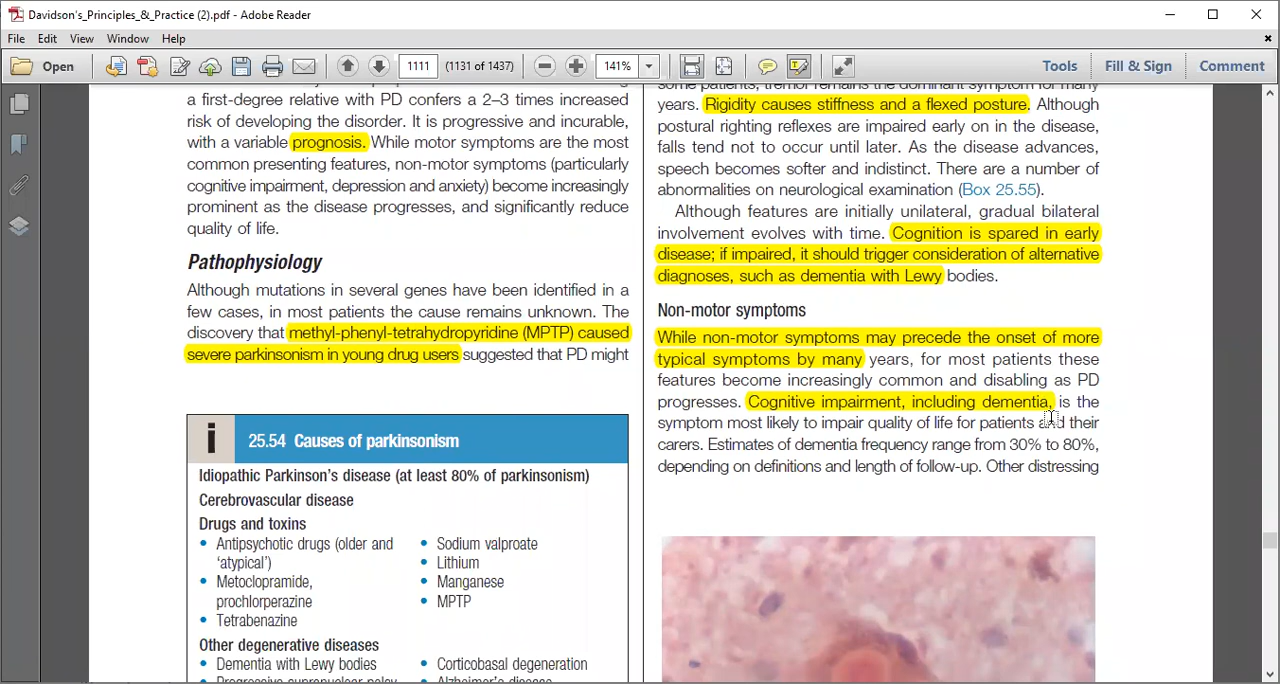 Davidson's_Principles_&_Practice (2).pdf - Adobe Reader
File Edit View Window Help
Open
1111 (1131 of 1437)
141%
Tools Fill & Sign Comment
a first-degree relative with PD confers a 2–3 times increased
risk of developing the disorder. It is progressive and incurable,
with a variable prognosis. While motor symptoms are the most
common presenting features, non-motor symptoms (particularly
cognitive impairment, depression and anxiety) become increasingly
prominent as the disease progresses, and significantly reduce
quality of life.
Pathophysiology
Although mutations in several genes have been identified in a
few cases, in most patients the cause remains unknown. The
discovery that methyl-phenyl-tetrahydropyridine (MPTP) caused
severe parkinsonism in young drug users suggested that PD might
i 25.54 Causes of parkinsonism
Idiopathic Parkinson's disease (at least 80% of parkinsonism)
Cerebrovascular disease
Drugs and toxins
• Antipsychotic drugs (older and
'atypical')
• Metoclopramide,
prochlorperazine
• Tetrabenazine
• Sodium valproate
• Lithium
• Manganese
• MPTP
Other degenerative diseases
• Dementia with Lewy bodies
• Progressive supranuclear palsy
• Corticobasal degeneration
• Alzheimer's disease
some patients, tremor remains the dominant symptom for many
years. Rigidity causes stiffness and a flexed posture. Although
postural righting reflexes are impaired early on in the disease,
falls tend not to occur until later. As the disease advances,
speech becomes softer and indistinct. There are a number of
abnormalities on neurological examination (Box 25.55).
Although features are initially unilateral, gradual bilateral
involvement evolves with time. Cognition is spared in early
disease; if impaired, it should trigger consideration of alternative
diagnoses, such as dementia with Lewy bodies.
Non-motor symptoms
While non-motor symptoms may precede the onset of more
typical symptoms by many years, for most patients these
features become increasingly common and disabling as PD
progresses. Cognitive impairment, including dementia, is the
symptom most likely to impair quality of life for patients and their
carers. Estimates of dementia frequency range from 30% to 80%,
depending on definitions and length of follow-up. Other distressing